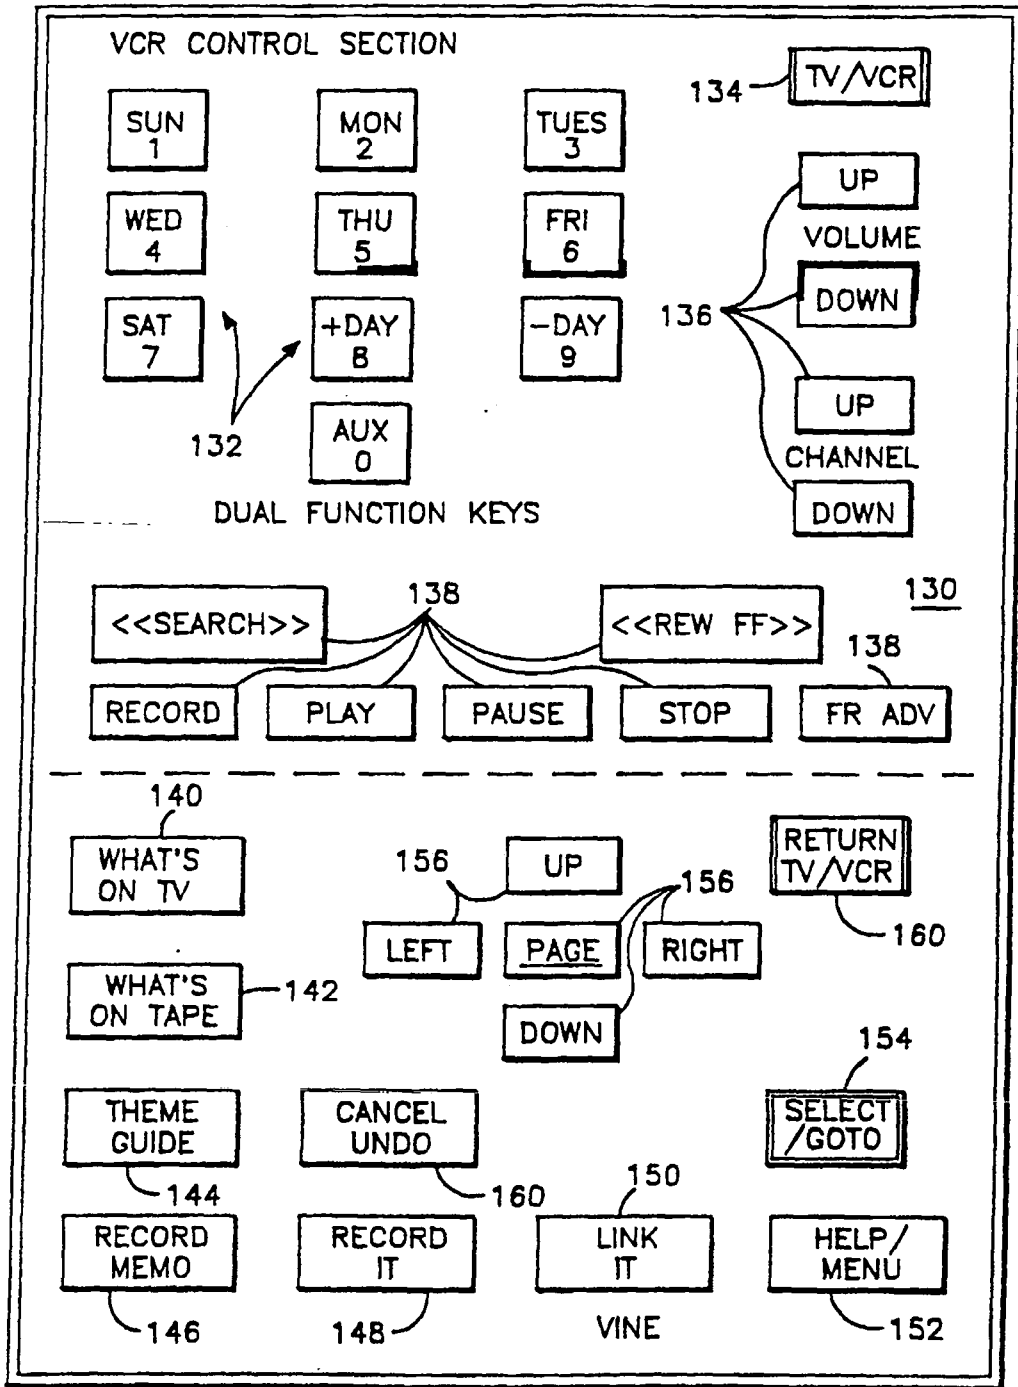 VCR CONTROL SECTION
134
TV/VCR
SUN
1
MON
2
TUES
3
UP
VOLUME
DOWN
WED
4
THU
5
FRI
6
136
SAT
7
+DAY
8
-DAY
9
UP
CHANNEL
DOWN
132
AUX
0
DUAL FUNCTION KEYS
130
138
<<SEARCH>>
<<REW FF>>
138
RECORD
PLAY
PAUSE
STOP
FR ADV
140
WHAT'S
ON TV
156
UP
156
RETURN
TV/VCR
160
LEFT
PAGE
RIGHT
WHAT'S
ON TAPE
142
DOWN
154
THEME
GUIDE
144
CANCEL
UNDO
160
SELECT
/GOTO
150
RECORD
MEMO
146
RECORD
IT
148
LINK
IT
VINE
HELP/
MENU
152